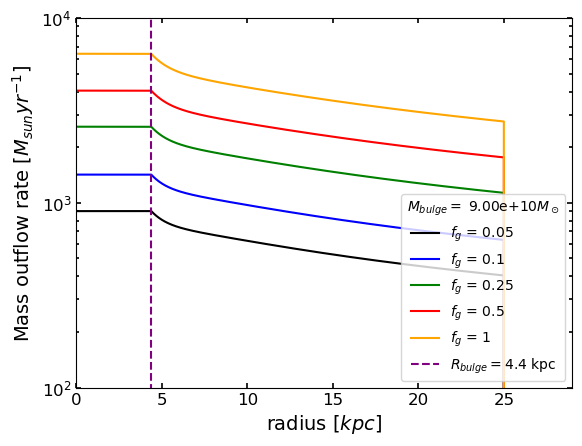 Mass outflow rate [M_sun yr^-1]
10^4
10^3
10^2
M_bulge = 9.00e+10M_⊙
f_g = 0.05
f_g = 0.1
f_g = 0.25
f_g = 0.5
f_g = 1
R_bulge = 4.4 kpc
0 5 10 15 20 25
radius [kpc]